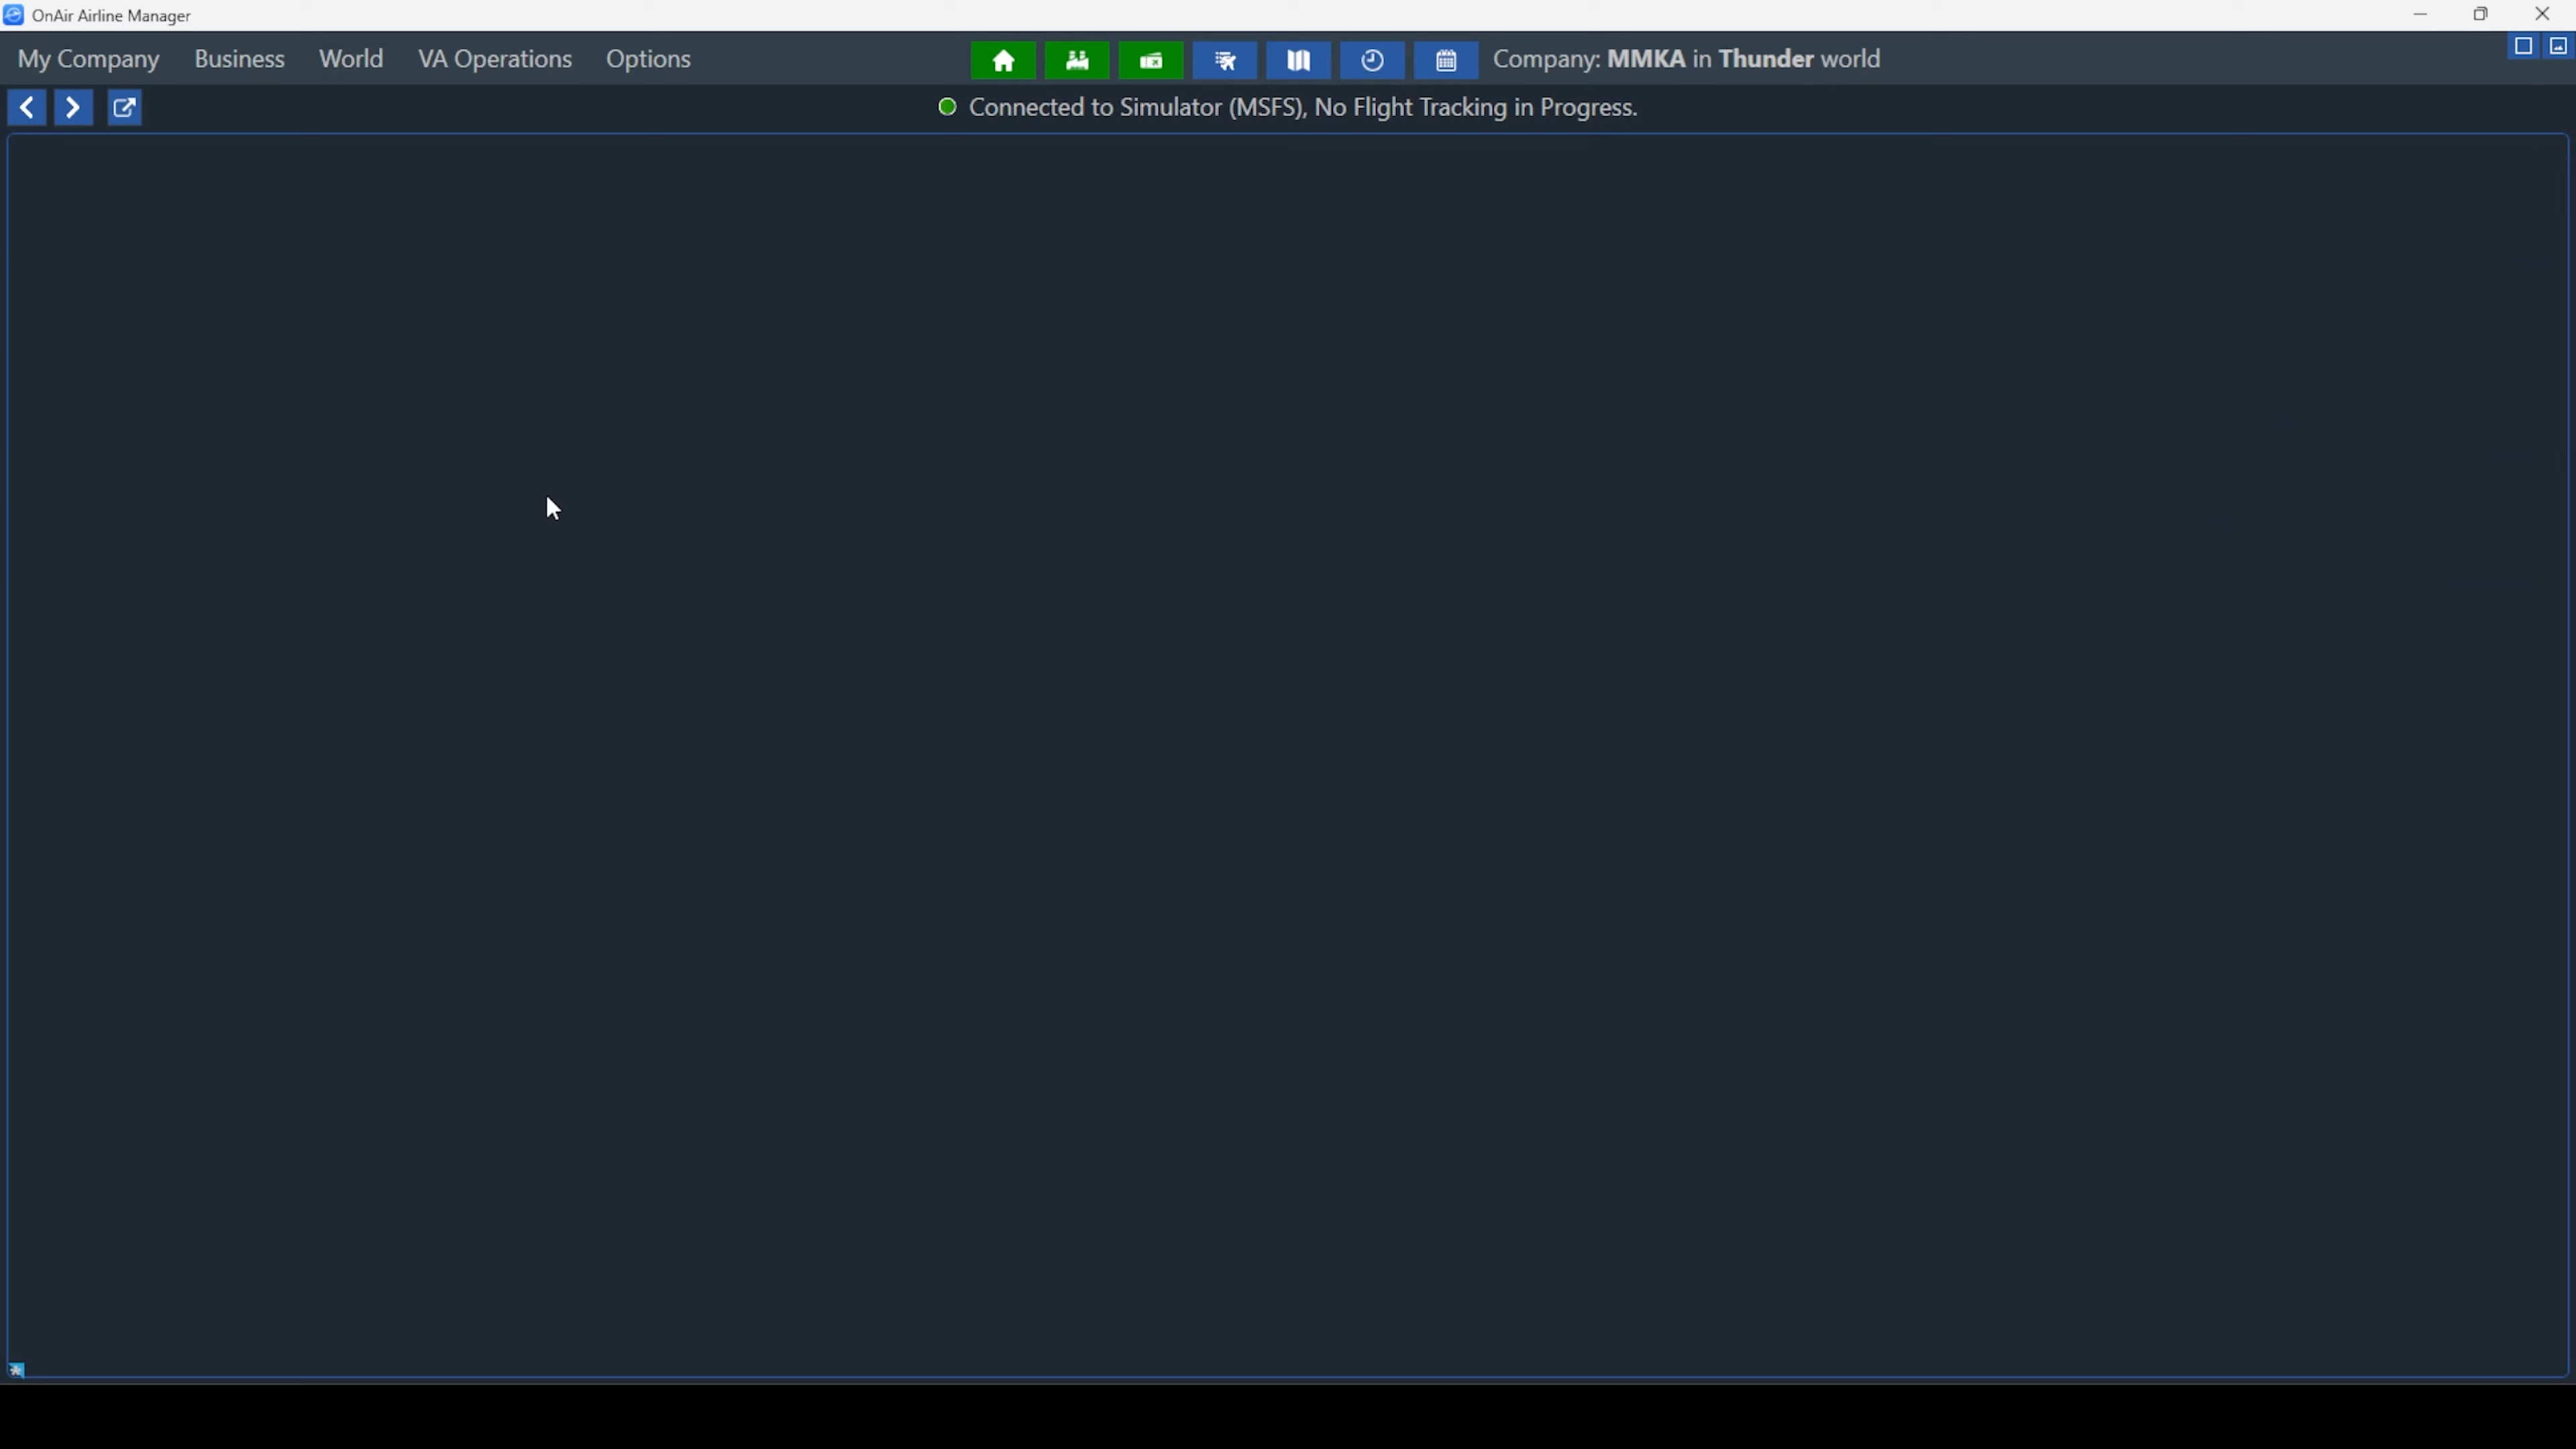 OnAir Airline Manager
My Company Business World VA Operations Options Company: MMKA in Thunder world
Connected to Simulator (MSFS), No Flight Tracking in Progress.